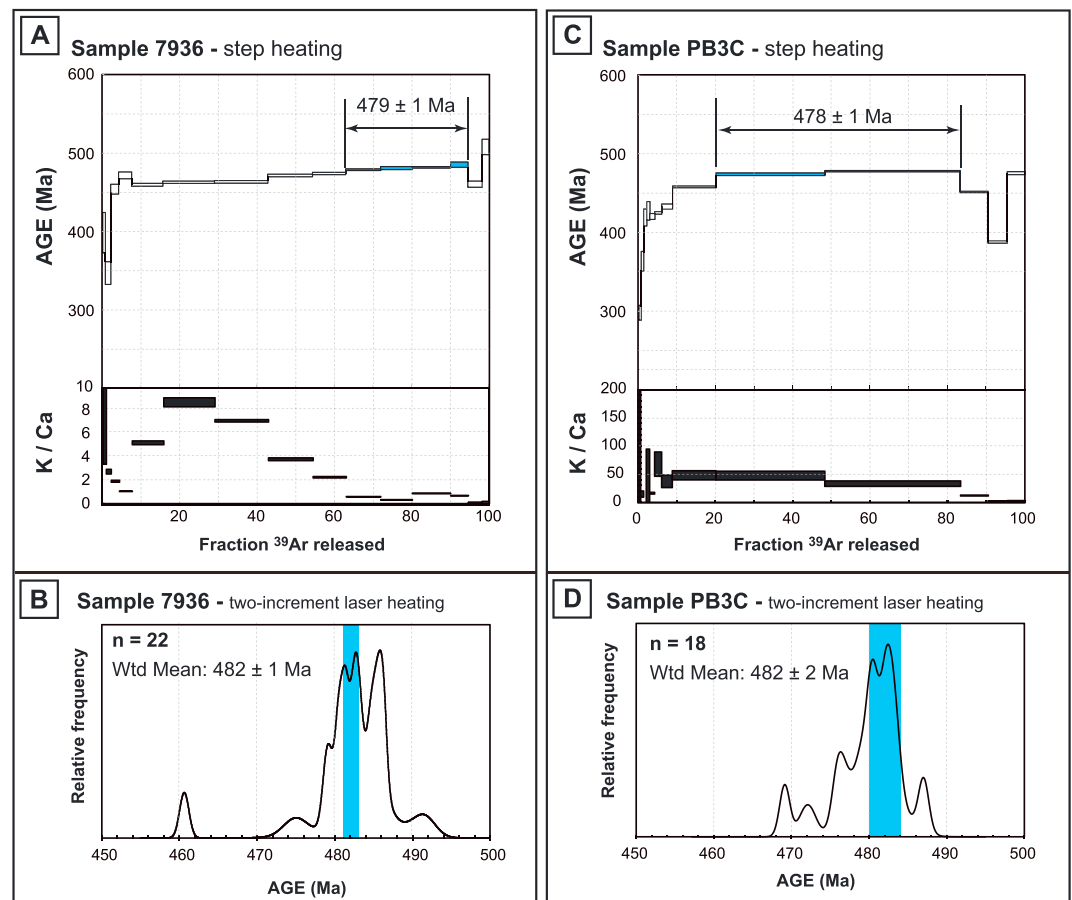 A
Sample 7936 - step heating
600
500
400
300
AGE (Ma)
479 ± 1 Ma
10
8
6
4
2
0
K / Ca
20 40 60 80 100
Fraction ³⁹Ar released
C
Sample PB3C - step heating
600
500
400
300
200
AGE (Ma)
478 ± 1 Ma
150
100
50
0
K / Ca
0 20 40 60 80 100
Fraction ³⁹Ar released
B
Sample 7936 - two-increment laser heating
n = 22
Wtd Mean: 482 ± 1 Ma
Relative frequency
450 460 470 480 490 500
AGE (Ma)
D
Sample PB3C - two-increment laser heating
n = 18
Wtd Mean: 482 ± 2 Ma
Relative frequency
450 460 470 480 490 500
AGE (Ma)